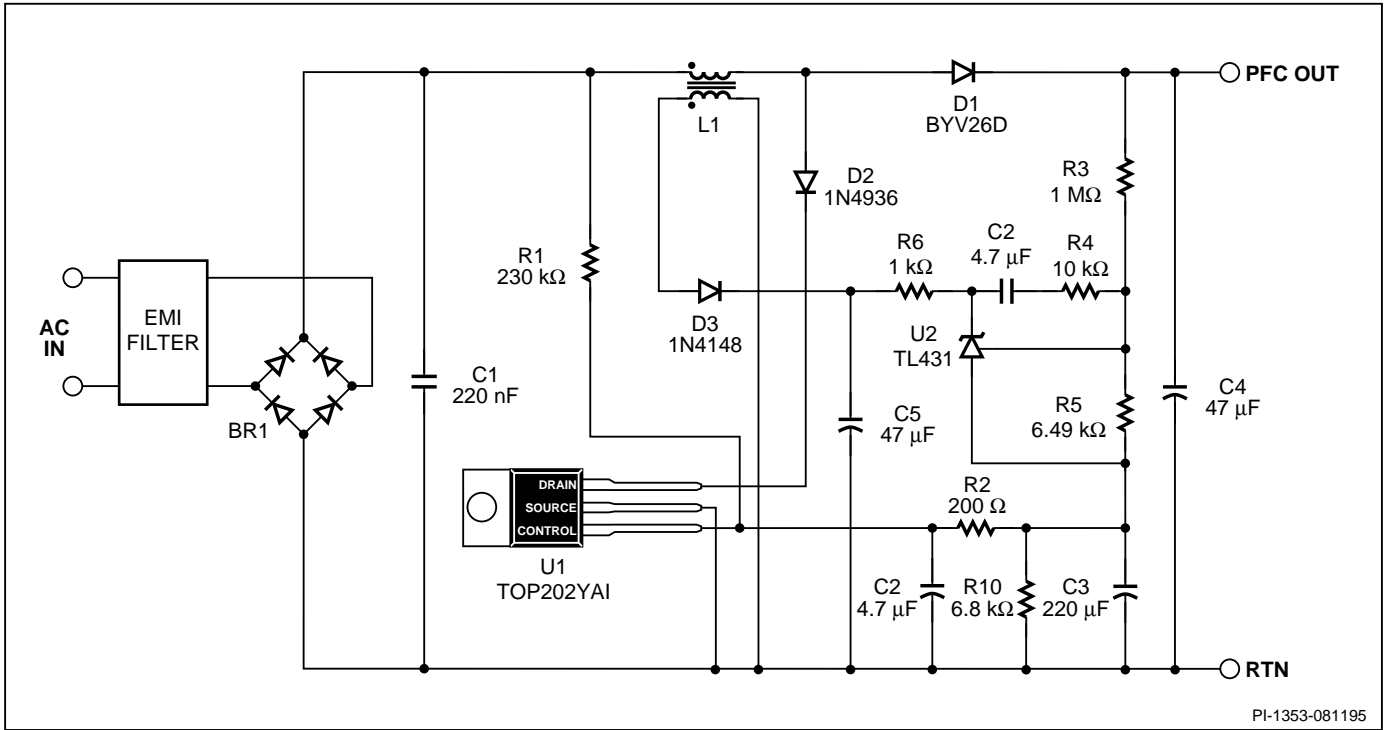 PFC OUT
D1
BYV26D
L1
D2
1N4936
R3
1 MΩ
R1
230 kΩ
R6
1 kΩ
C2
4.7 µF
R4
10 kΩ
AC
IN
EMI
FILTER
D3
1N4148
U2
TL431
C1
220 nF
C5
47 µF
R5
6.49 kΩ
C4
47 µF
BR1
DRAIN
SOURCE
CONTROL
U1
TOP202YAI
R2
200 Ω
C2
4.7 µF
R10
6.8 kΩ
C3
220 µF
RTN
PI-1353-081195